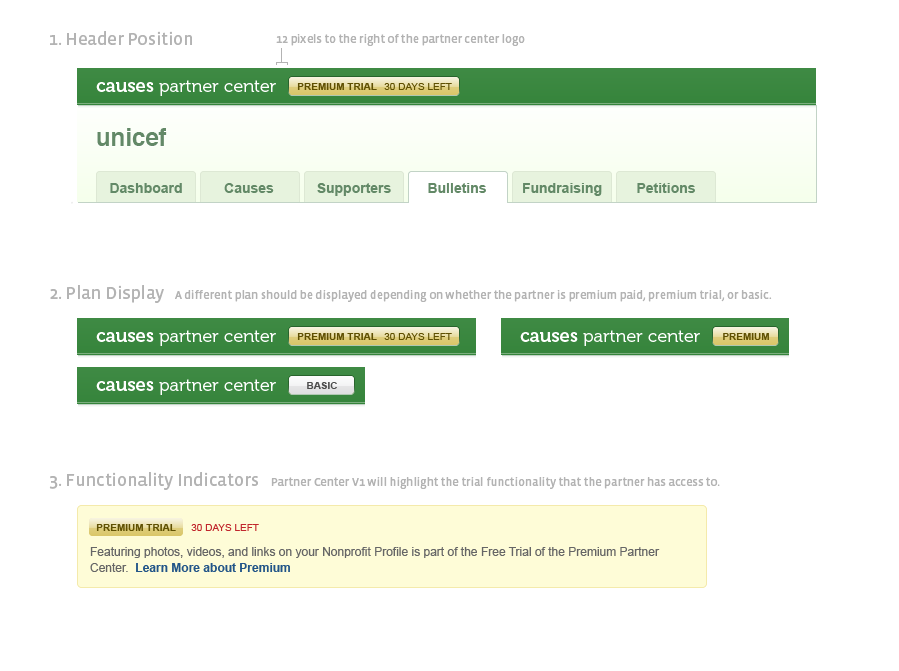 1. Header Position
12 pixels to the right of the partner center logo
causes partner center PREMIUM TRIAL 30 DAYS LEFT
unicef
Dashboard Causes Supporters Bulletins Fundraising Petitions
2. Plan Display A different plan should be displayed depending on whether the partner is premium paid, premium trial, or basic.
causes partner center PREMIUM TRIAL 30 DAYS LEFT
causes partner center PREMIUM
causes partner center BASIC
3. Functionality Indicators Partner Center V1 will highlight the trial functionality that the partner has access to.
PREMIUM TRIAL 30 DAYS LEFT
Featuring photos, videos, and links on your Nonprofit Profile is part of the Free Trial of the Premium Partner
Center. Learn More about Premium